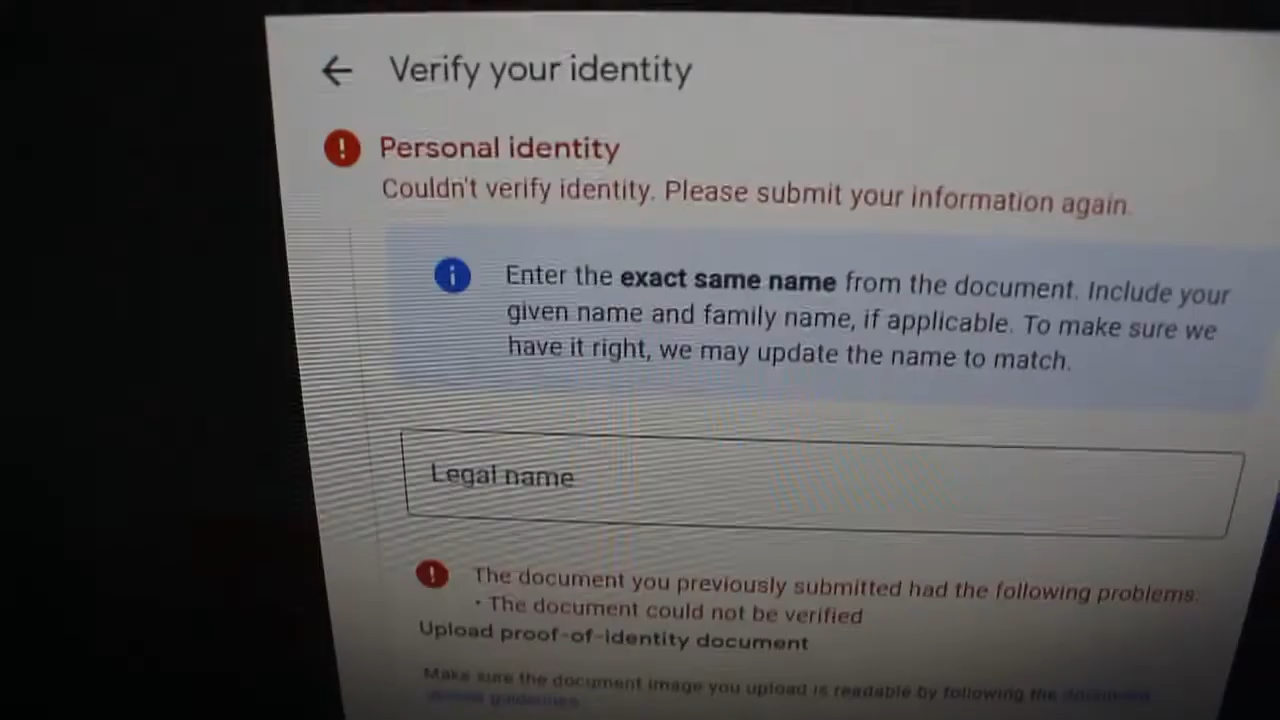 Verify your identity
Personal identity
Couldn't verify identity. Please submit your information again.
Enter the exact same name from the document. Include your
given name and family name, if applicable. To make sure we
have it right, we may update the name to match.
Legal name
The document you previously submitted had the following problems:
• The document could not be verified
Upload proof-of-identity document
Make sure the document image you upload is readable by following the document
guidelines